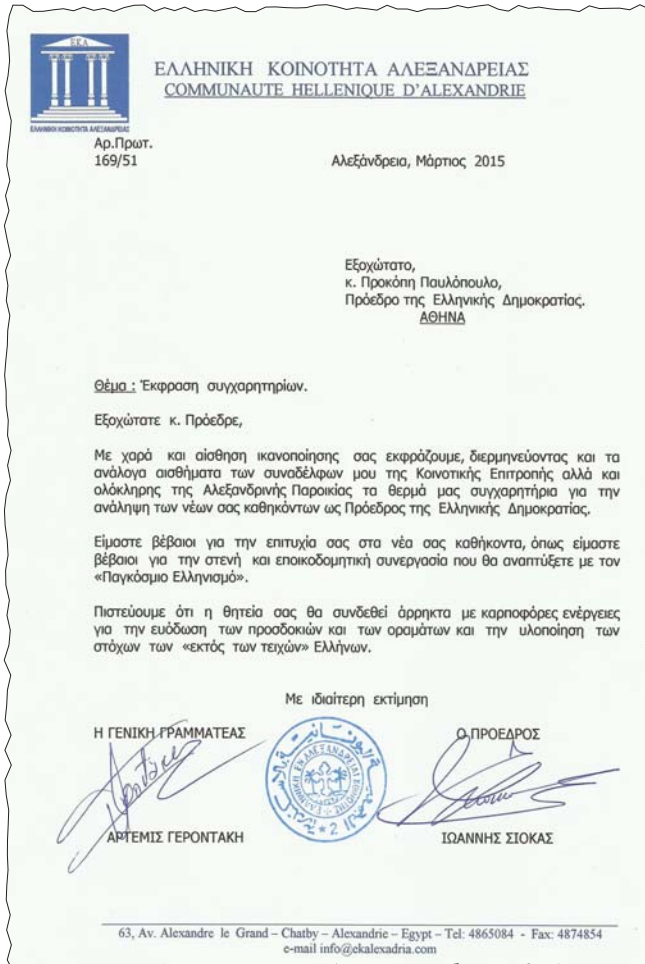 ΕΚΑ
ΕΛΛΗΝΙΚΗ ΚΟΙΝΟΤΗΤΑ ΑΛΕΞΑΝΔΡΕΙΑΣ
ΕΛΛΗΝΙΚΗ ΚΟΙΝΟΤΗΤΑ ΑΛΕΞΑΝΔΡΕΙΑΣ
COMMUNAUTE HELLENIQUE D'ALEXANDRIE
Αρ.Πρωτ.
169/51
Αλεξάνδρεια, Μάρτιος 2015
Εξοχώτατο,
κ. Προκόπη Παυλόπουλο,
Πρόεδρο της Ελληνικής Δημοκρατίας.
ΑΘΗΝΑ
Θέμα : Έκφραση συγχαρητηρίων.
Εξοχώτατε κ. Πρόεδρε,
Με χαρά και αίσθηση ικανοποίησης σας εκφράζουμε, διερμηνεύοντας και τα
ανάλογα αισθήματα των συναδέλφων μου της Κοινοτικής Επιτροπής αλλά και
ολόκληρης της Αλεξανδρινής Παροικίας τα θερμά μας συγχαρητήρια για την
ανάληψη των νέων σας καθηκόντων ως Πρόεδρος της Ελληνικής Δημοκρατίας.
Είμαστε βέβαιοι για την επιτυχία σας στα νέα σας καθήκοντα, όπως είμαστε
βέβαιοι για την στενή και εποικοδομητική συνεργασία που θα αναπτύξετε με τον
«Παγκόσμιο Ελληνισμό».
Πιστεύουμε ότι η θητεία σας θα συνδεθεί άρρηκτα με καρποφόρες ενέργειες
για την ευόδωση των προσδοκιών και των οραμάτων και την υλοποίηση των
στόχων των «εκτός των τειχών» Ελλήνων.
Με ιδιαίτερη εκτίμηση
Η ΓΕΝΙΚΗ ΓΡΑΜΜΑΤΕΑΣ
Ο ΠΡΟΕΔΡΟΣ
ΑΡΤΕΜΙΣ ΓΕΡΟΝΤΑΚΗ
ΙΩΑΝΝΗΣ ΣΙΟΚΑΣ
63, Av. Alexandre le Grand – Chatby – Alexandrie – Egypt – Tel: 4865084 - Fax: 4874854
e-mail info@ekalexadria.com